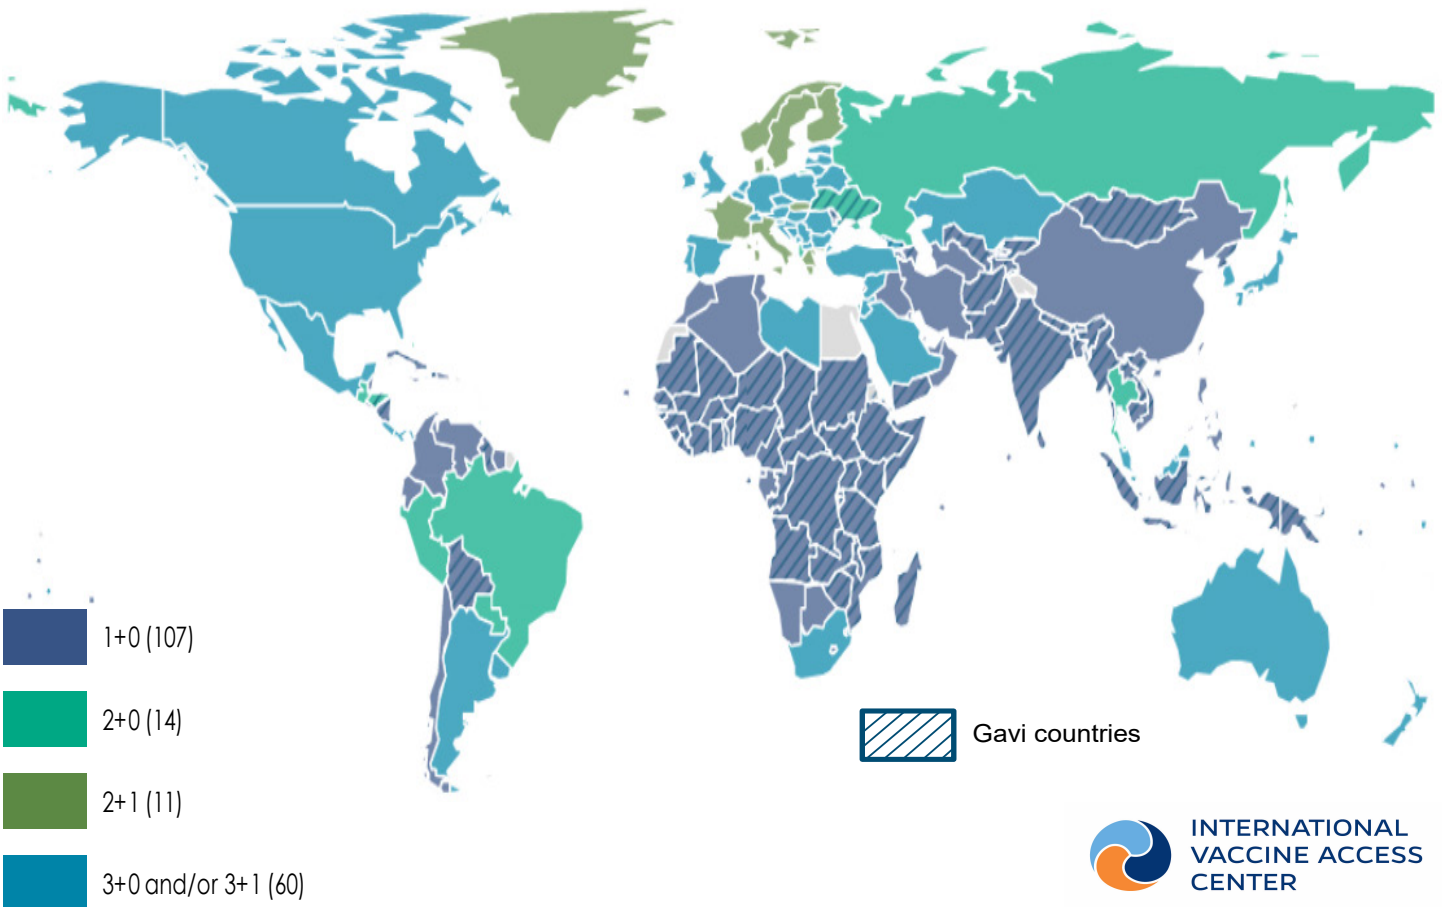 1+0 (107)
2+0 (14)
2+1 (11)
3+0 and/or 3+1 (60)
Gavi countries
INTERNATIONAL
VACCINE ACCESS
CENTER